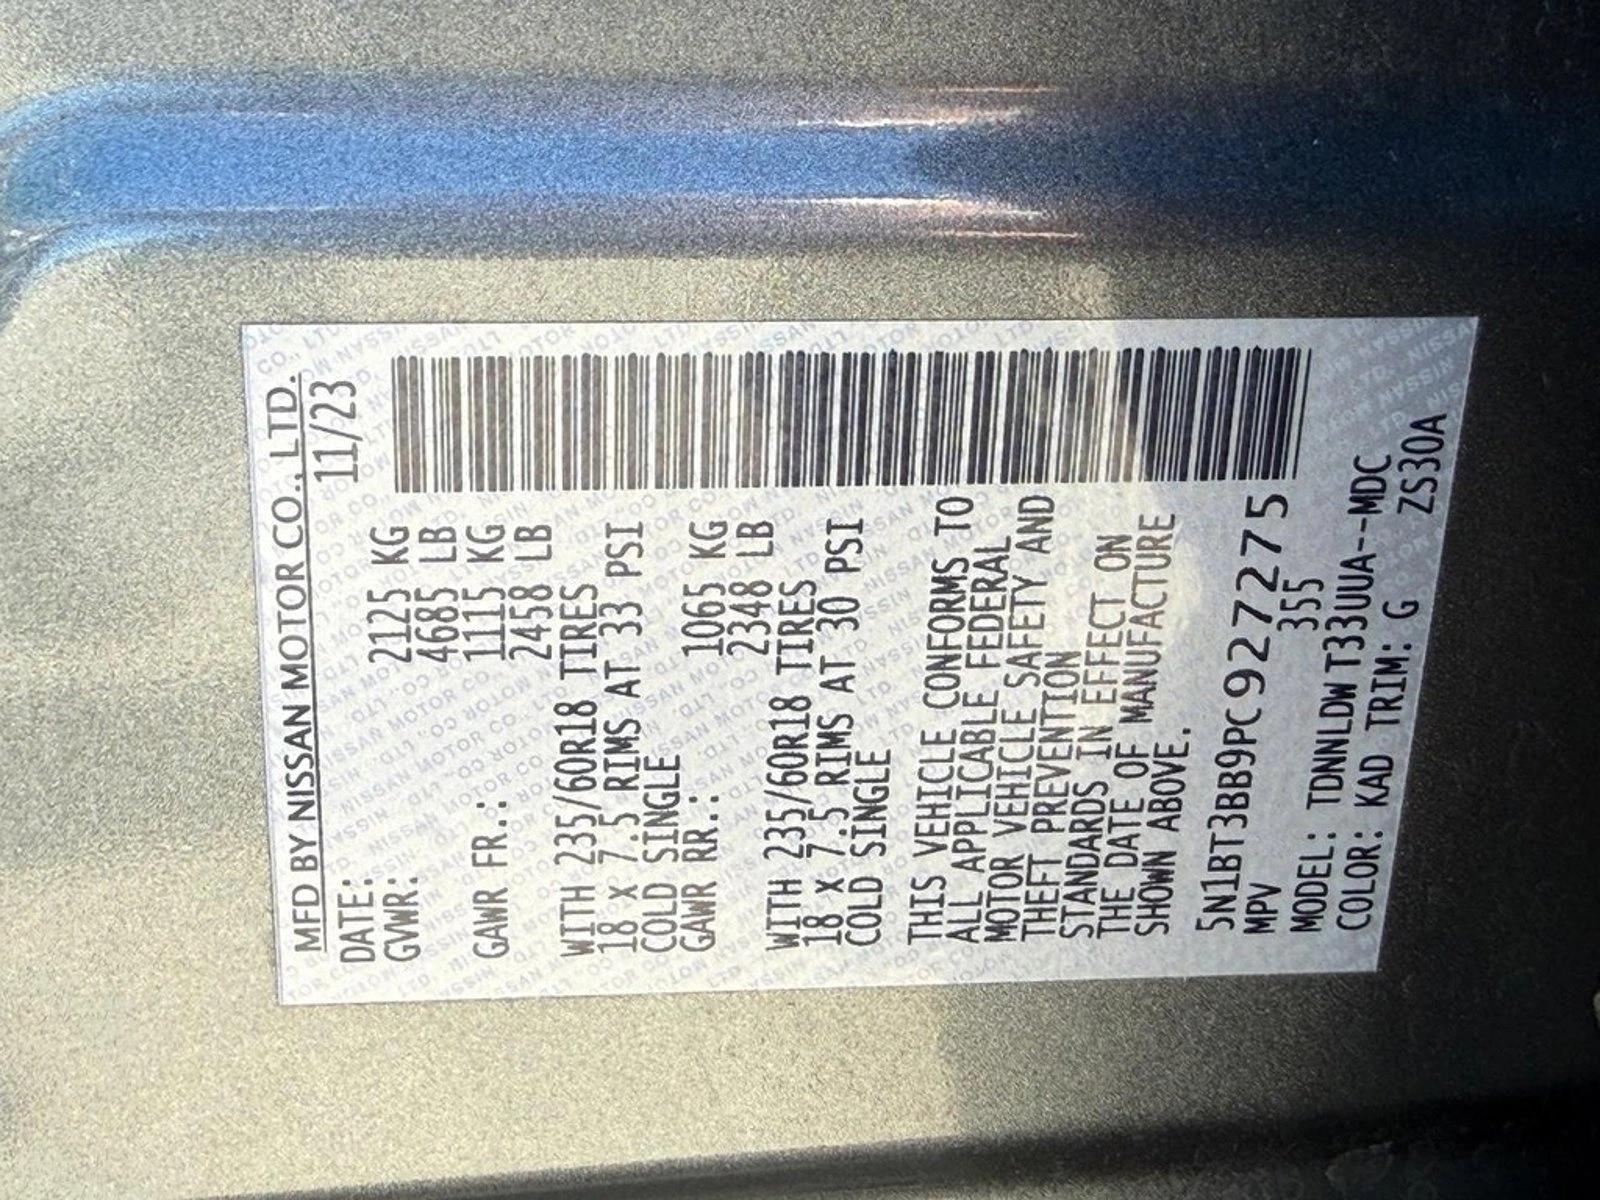 MFD BY NISSAN MOTOR CO., LTD.
DATE: 11/23
GVWR: 2125 KG
4685 LB
GAWR FR.: 1115 KG
2458 LB
WITH 235/60R18 TIRES
18 X 7.5 RIMS AT 33 PSI
COLD SINGLE
GAWR RR.: 1065 KG
2348 LB
WITH 235/60R18 TIRES
18 X 7.5 RIMS AT 30 PSI
COLD SINGLE
THIS VEHICLE CONFORMS TO
ALL APPLICABLE FEDERAL
MOTOR VEHICLE SAFETY AND
THEFT PREVENTION
STANDARDS IN EFFECT ON
THE DATE OF MANUFACTURE
SHOWN ABOVE.
5N1BT3BB9PC927275
MPV 355
MODEL: TDNNLDW T33UUA--MDC
COLOR: KAD TRIM: G ZS30A